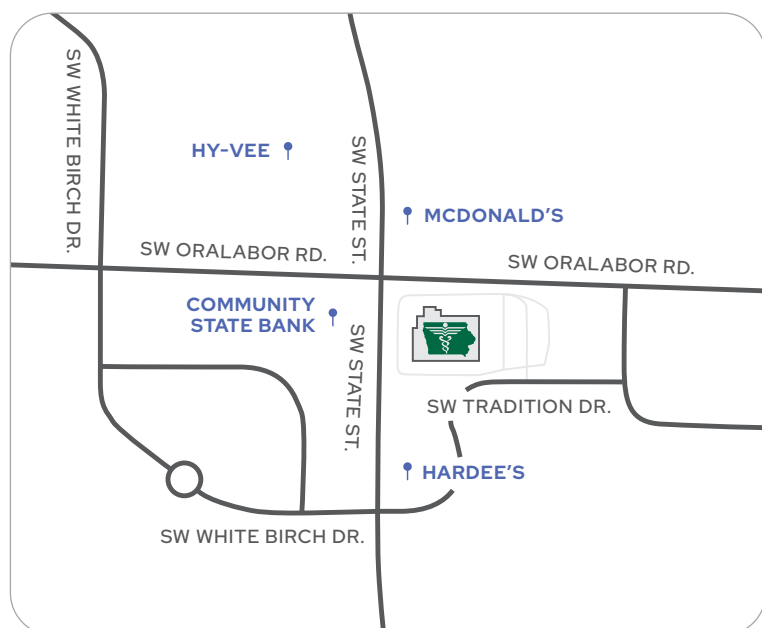 SW WHITE BIRCH DR.
HY-VEE
SW STATE ST.
MCDONALD'S
SW ORALABOR RD.
SW ORALABOR RD.
COMMUNITY
STATE BANK
SW STATE ST.
SW TRADITION DR.
HARDEE'S
SW WHITE BIRCH DR.